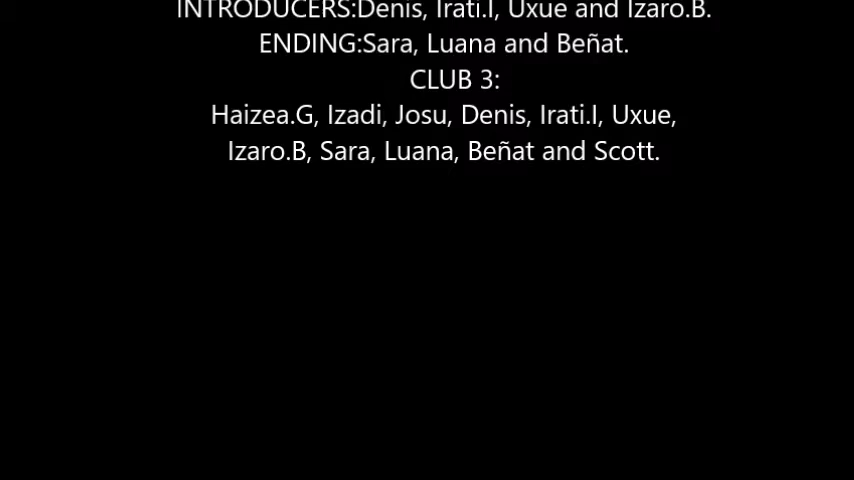 INTRODUCERS:Denis, Irati.I, Uxue and Izaro.B.
ENDING:Sara, Luana and Beñat.
CLUB 3:
Haizea.G, Izadi, Josu, Denis, Irati.I, Uxue,
Izaro.B, Sara, Luana, Beñat and Scott.